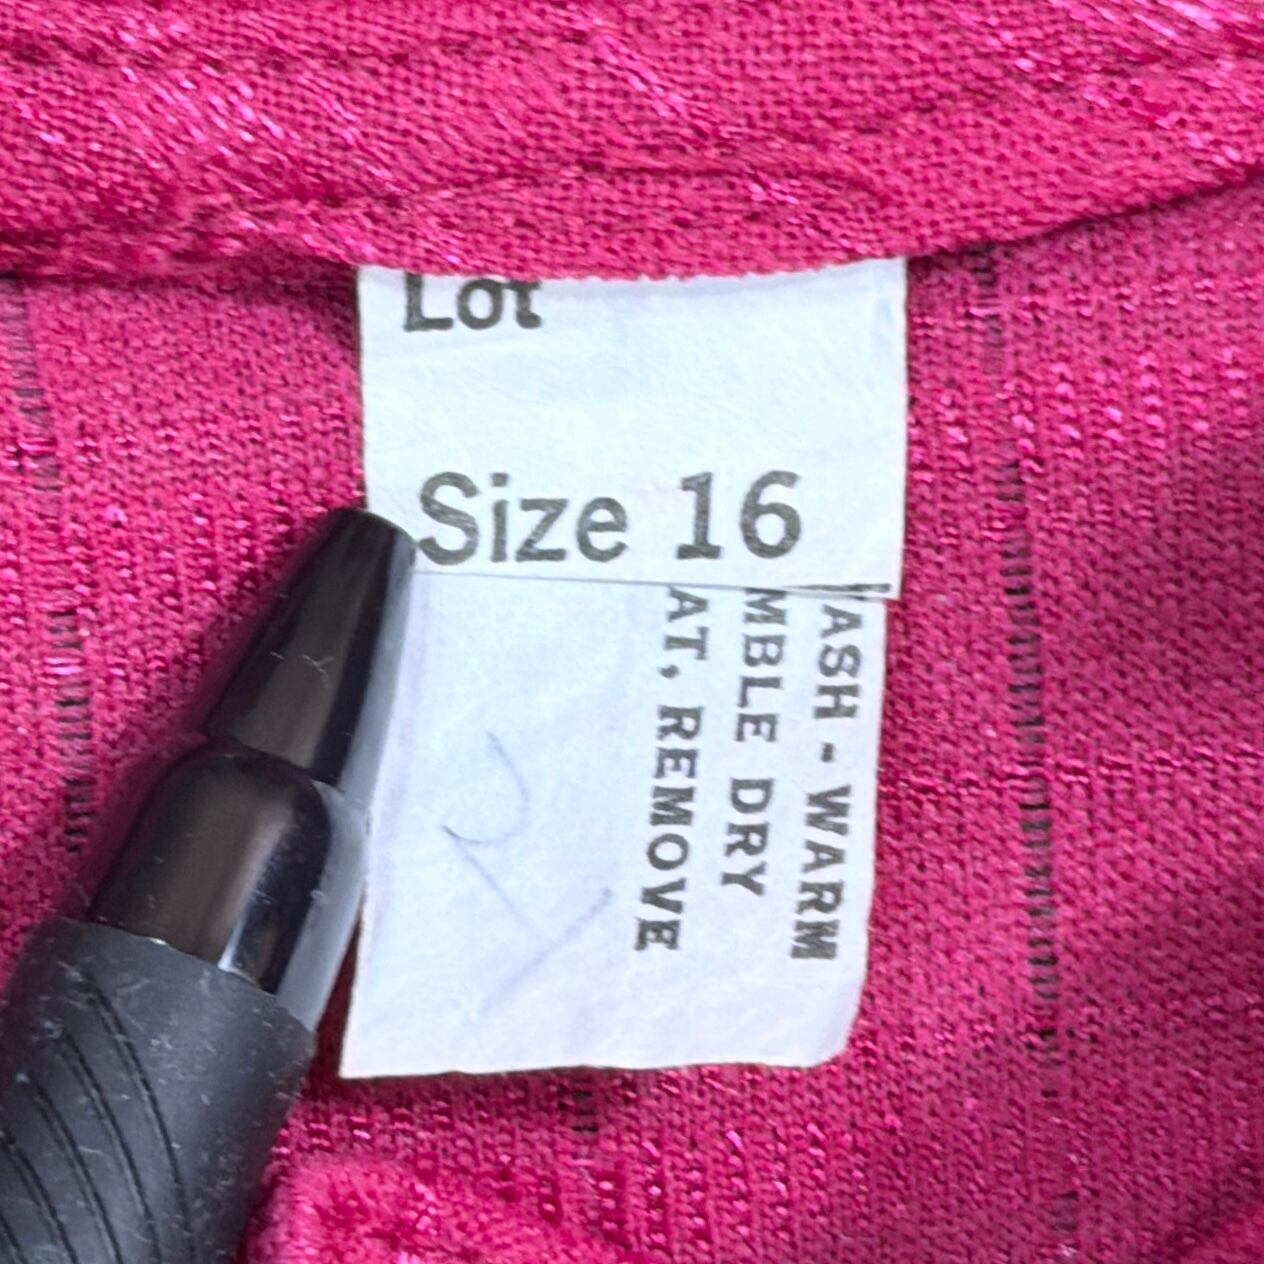 Lot
Size 16
ASH - WARM
MBLE DRY
AT, REMOVE